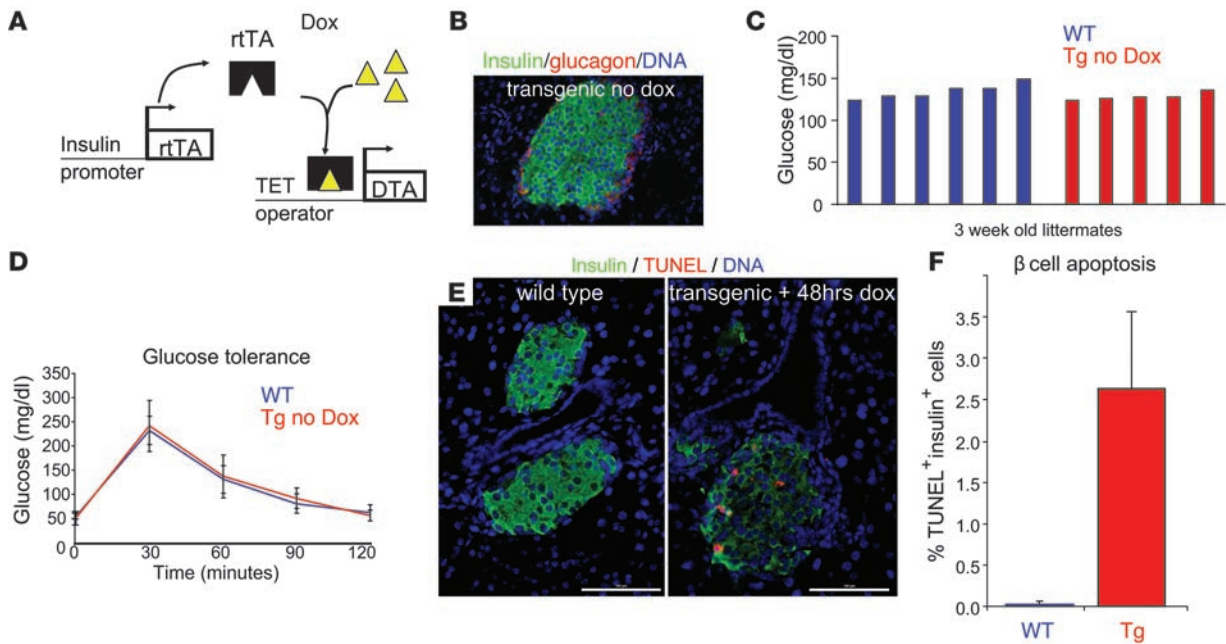 A
Dox
rtTA
Insulin
promoter
rtTA
TET
operator
DTA
B
Insulin/glucagon/DNA
transgenic no dox
C
WT
Tg no Dox
Glucose (mg/dl)
200
150
100
50
0
3 week old littermates
D
Glucose tolerance
WT
Tg no Dox
Glucose (mg/dl)
350
300
250
200
150
100
50
0
0 30 60 90 120
Time (minutes)
Insulin / TUNEL / DNA
E
wild type
transgenic + 48hrs dox
F
β cell apoptosis
% TUNEL⁺insulin⁺ cells
3.5
3.0
2.5
2.0
1.5
1.0
0.5
0.0
WT Tg